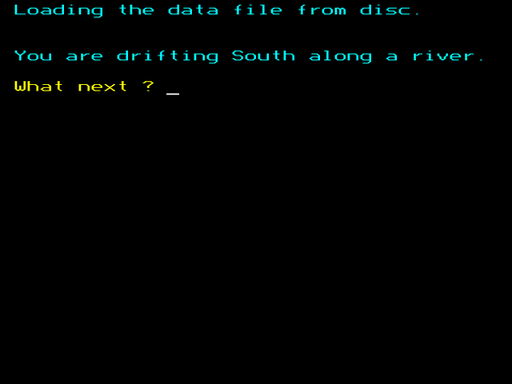 Loading the data file from disc.
You are drifting South along a river.
What next ? _